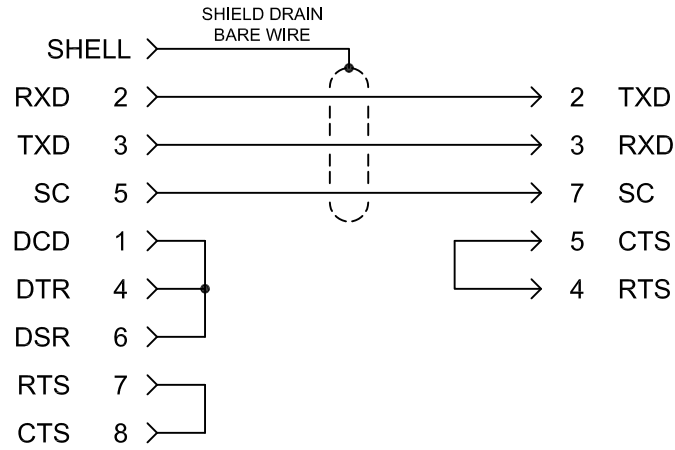 SHIELD DRAIN
BARE WIRE
SHELL
RXD 2 2 TXD
TXD 3 3 RXD
SC 5 7 SC
DCD 1 5 CTS
DTR 4 4 RTS
DSR 6
RTS 7
CTS 8